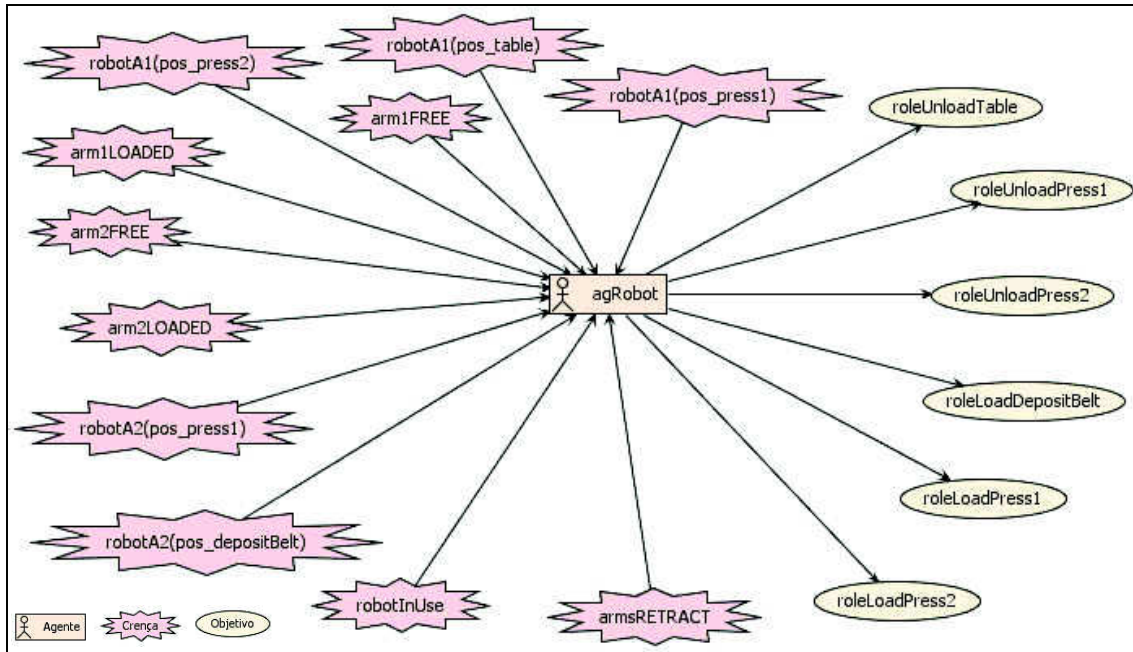 robotA1(pos_table)
robotA1(pos_press2)
robotA1(pos_press1)
roleUnloadTable
arm1FREE
arm1LOADED
roleUnloadPress1
arm2FREE
agRobot
roleUnloadPress2
arm2LOADED
roleLoadDepositBelt
robotA2(pos_press1)
roleLoadPress1
robotA2(pos_depositBelt)
roleLoadPress2
robotInUse
armsRETRACT
Agente
Crença
Objetivo